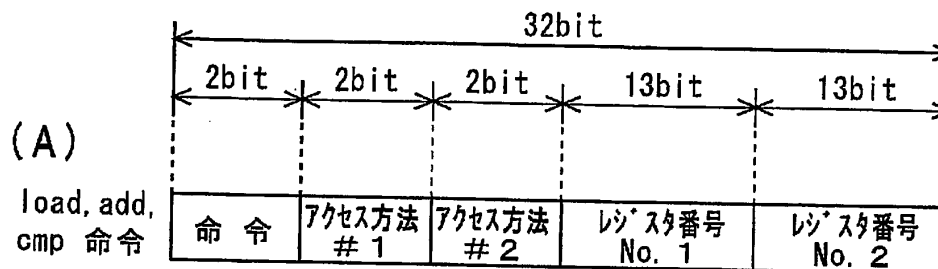 32bit
2bit 2bit 2bit 13bit 13bit
(A)
load, add,
cmp 命令
命 令
アクセス方法
# 1
アクセス方法
# 2
レジスタ番号
No. 1
レジスタ番号
No. 2